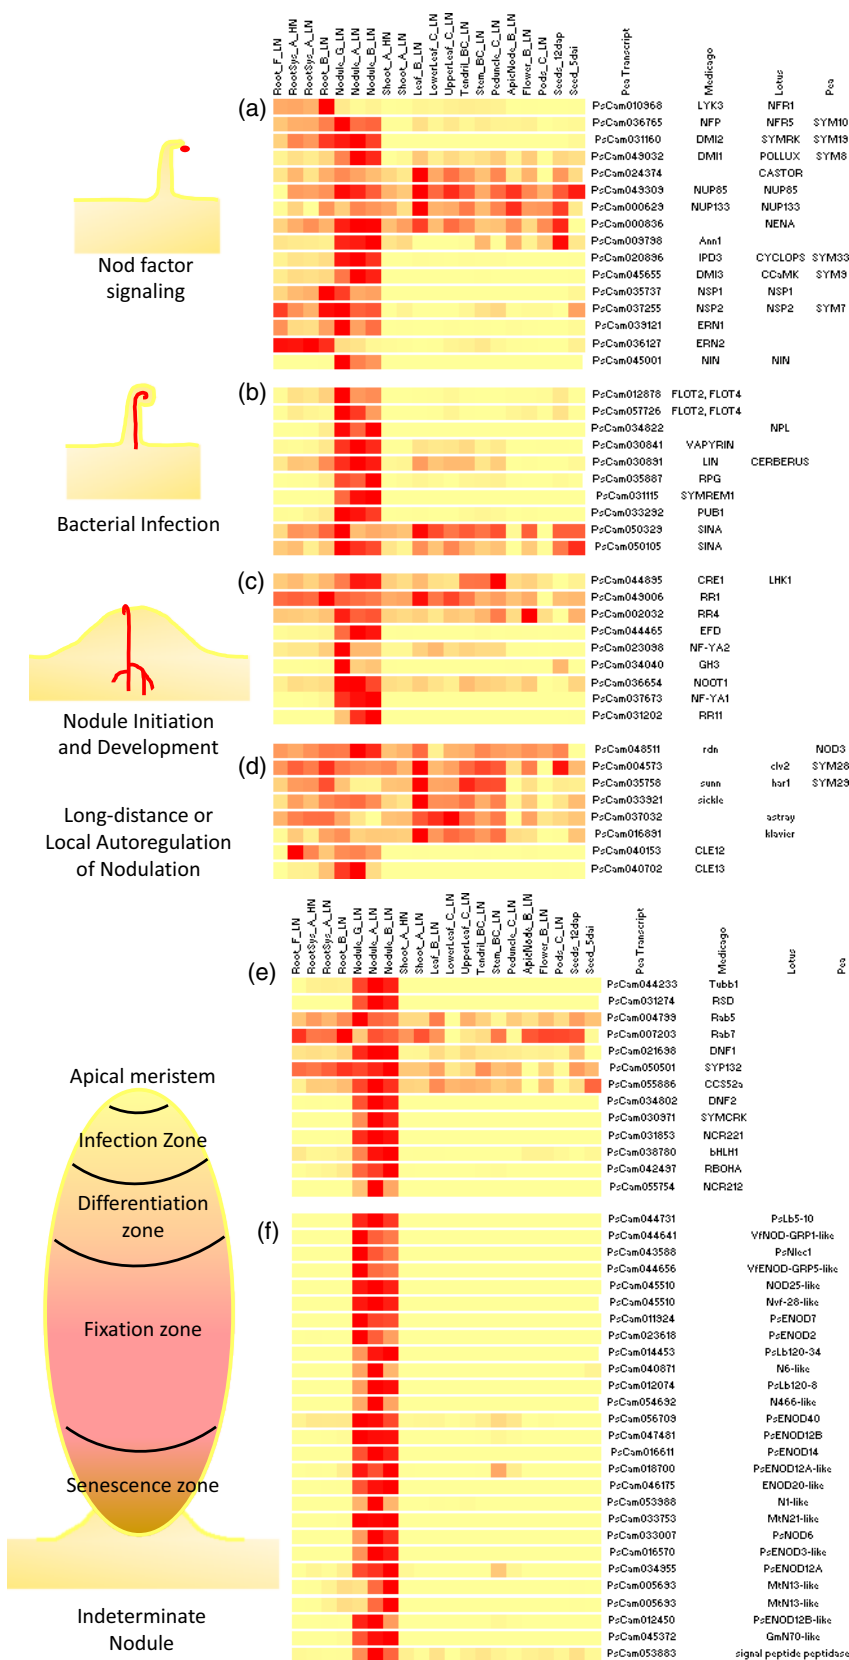 Root_F_LN
RootSys_A_HN
RootSys_A_LN
Root_B_LN
Nodule_G_LN
Nodule_A_LN
Nodule_B_LN
Shoot_A_HN
Shoot_A_LN
Leaf_B_LN
LowerLeaf_C_LN
UpperLeaf_C_LN
Tendril_BC_LN
Stem_BC_LN
Peduncle_C_LN
ApicNode_B_LN
Flower_B_LN
Pods_C_LN
Seeds_12dap
Seed_5dai
Pea Transcript
Medicago
Lotus
Pea
(a)
PsCam010968 LYK3 NFR1
PsCam036765 NFP NFR5 SYM10
PsCam031160 DMI2 SYMRK SYM19
PsCam049032 DMI1 POLLUX SYM8
PsCam024374 CASTOR
PsCam049309 NUP85 NUP85
PsCam000629 NUP133 NUP133
PsCam000836 NENA
PsCam009798 Ann1
PsCam020896 IPD3 CYCLOPS SYM33
PsCam045655 DMI3 CCaMK SYM9
PsCam035737 NSP1 NSP1
PsCam037255 NSP2 NSP2 SYM7
PsCam039121 ERN1
PsCam036127 ERN2
PsCam045001 NIN NIN
Nod factor
signaling
(b)
PsCam012878 FLOT2, FLOT4
PsCam057726 FLOT2, FLOT4
PsCam034822 NPL
PsCam030841 VAPYRIN
PsCam030891 LIN CERBERUS
PsCam035887 RPG
PsCam031115 SYMREM1
PsCam033292 PUB1
PsCam050329 SINA
PsCam050105 SINA
Bacterial Infection
(c)
PsCam044895 CRE1 LHK1
PsCam049006 RR1
PsCam002032 RR4
PsCam044465 EFD
PsCam023098 NF-YA2
PsCam034040 GH3
PsCam036654 NOOT1
PsCam037673 NF-YA1
PsCam031202 RR11
Nodule Initiation
and Development
(d)
PsCam048511 rdn NOD3
PsCam004573 clv2 SYM28
PsCam035758 sunn har1 SYM29
PsCam033921 sickle
PsCam037032 astray
PsCam016891 klavier
PsCam040153 CLE12
PsCam040702 CLE13
Long-distance or
Local Autoregulation
of Nodulation
Root_F_LN
RootSys_A_HN
RootSys_A_LN
Root_B_LN
Nodule_G_LN
Nodule_A_LN
Nodule_B_LN
Shoot_A_HN
Shoot_A_LN
Leaf_B_LN
LowerLeaf_C_LN
UpperLeaf_C_LN
Tendril_BC_LN
Stem_BC_LN
Peduncle_C_LN
ApicNode_B_LN
Flower_B_LN
Pods_C_LN
Seeds_12dap
Seed_5dai
Pea Transcript
Medicago
Lotus
Pea
(e)
PsCam044233 Tubb1
PsCam031274 RSD
PsCam004799 Rab5
PsCam007203 Rab7
PsCam021698 DNF1
PsCam050501 SYP132
PsCam055886 CCS52a
PsCam034802 DNF2
PsCam030971 SYMCRK
PsCam031853 NCR221
PsCam038780 bHLH1
PsCam042497 RBOHA
PsCam055754 NCR212
(f)
PsCam044731 PsLb5-10
PsCam044641 VfNOD-GRP1-like
PsCam043588 PsNlec1
PsCam044656 VfENOD-GRP5-like
PsCam045510 NOD25-like
PsCam045510 Nvf-28-like
PsCam011924 PsENOD7
PsCam023618 PsENOD2
PsCam014453 PsLb120-34
PsCam040871 N6-like
PsCam012074 PsLb120-8
PsCam054692 N466-like
PsCam056709 PsENOD40
PsCam047481 PsENOD12B
PsCam016611 PsENOD14
PsCam018700 PsENOD12A-like
PsCam046175 ENOD20-like
PsCam053988 N1-like
PsCam033753 MtN21-like
PsCam033007 PsNOD6
PsCam016570 PsENOD3-like
PsCam034955 PsENOD12A
PsCam005693 MtN13-like
PsCam005693 MtN13-like
PsCam012450 PsENOD12B-like
PsCam045372 GmN70-like
PsCam053883 signal peptide peptidase
Apical meristem
Infection Zone
Differentiation
zone
Fixation zone
Senescence zone
Indeterminate
Nodule